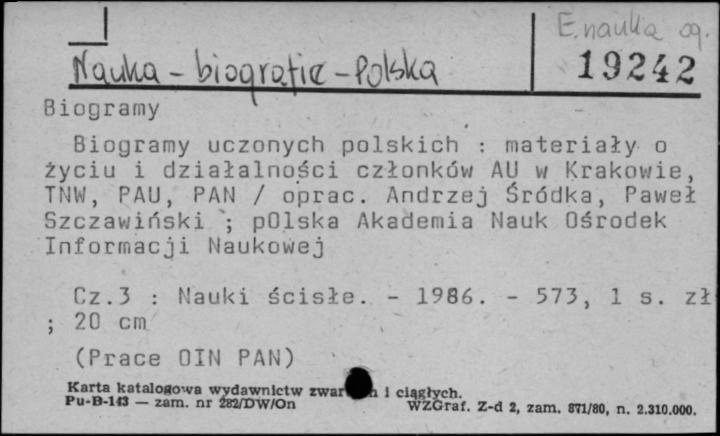 E. nauka og.
Nauka - biografie - Polska
19242
Biogramy
Biogramy uczonych polskich : materiały o
życiu i działalności członków AU w Krakowie,
TNW, PAU, PAN / oprac. Andrzej Śródka, Paweł
Szczawiński ; pOlska Akademia Nauk Ośrodek
Informacji Naukowej
Cz.3 : Nauki ścisłe. - 1986. - 573, 1 s. zł
; 20 cm
(Prace OIN PAN)
Karta katalogowa wydawnictw i ciągłych.
Pu-B-143 — zam. nr 282/DW/On WZGraf. Z-d 2, zam. 871/80, n. 2.310.000.